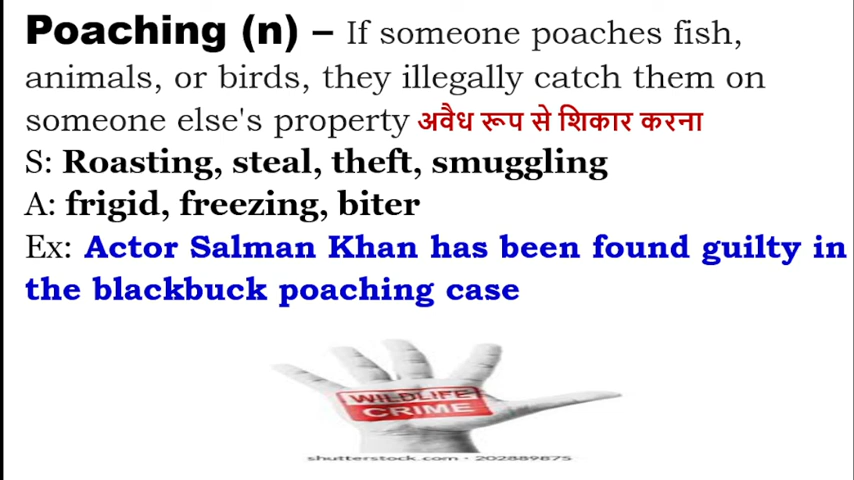 Poaching (n) – If someone poaches fish,
animals, or birds, they illegally catch them on
someone else's property अवैध रूप से शिकार करना
S: Roasting, steal, theft, smuggling
A: frigid, freezing, biter
Ex: Actor Salman Khan has been found guilty in
the blackbuck poaching case
WILDLIFE
CRIME
shutterstock.com • 202889875